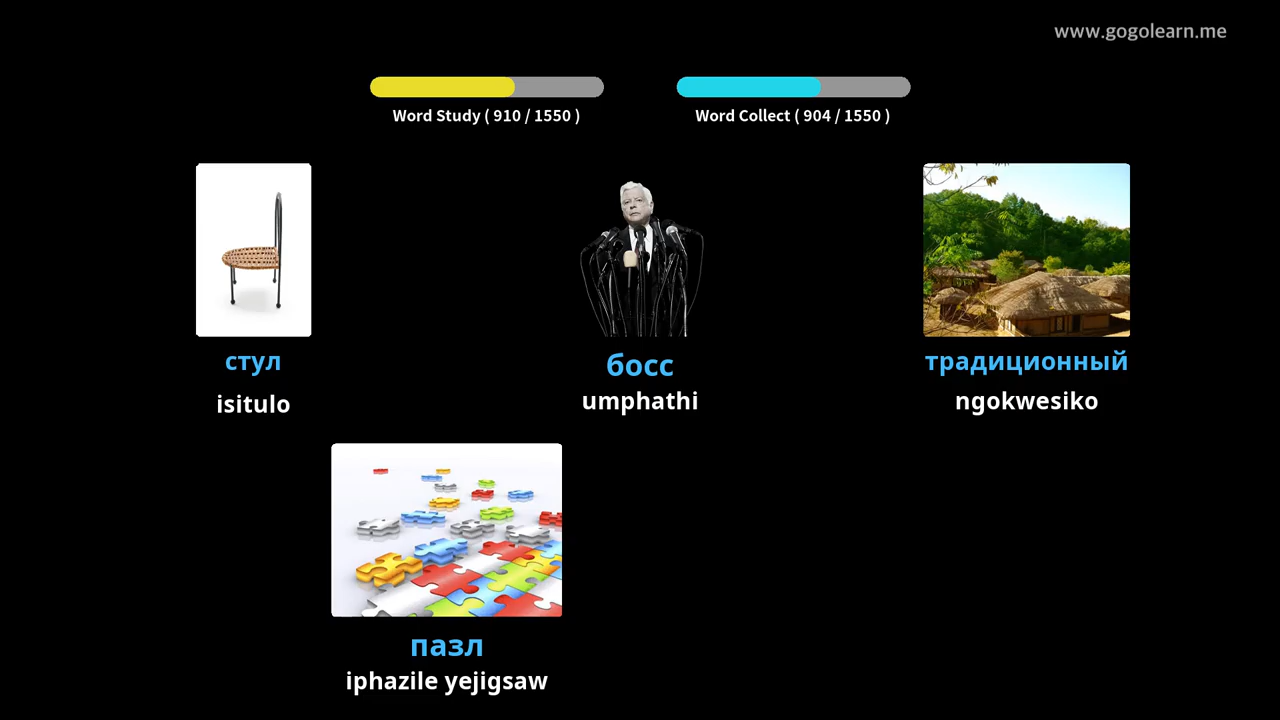 www.gogolearn.me
Word Study ( 910 / 1550 )
Word Collect ( 904 / 1550 )
стул
isitulo
босс
umphathi
традиционный
ngokwesiko
пазл
iphazile yejigsaw